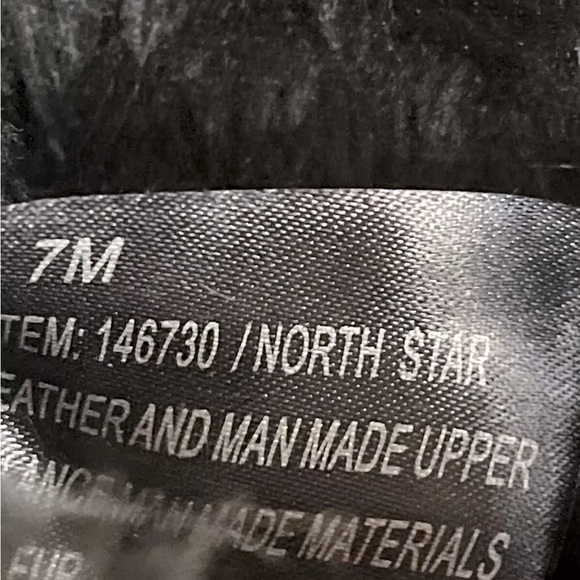 7M
TEM: 146730 / NORTH STAR
EATHER AND MAN MADE UPPER
MAN MADE MATERIALS